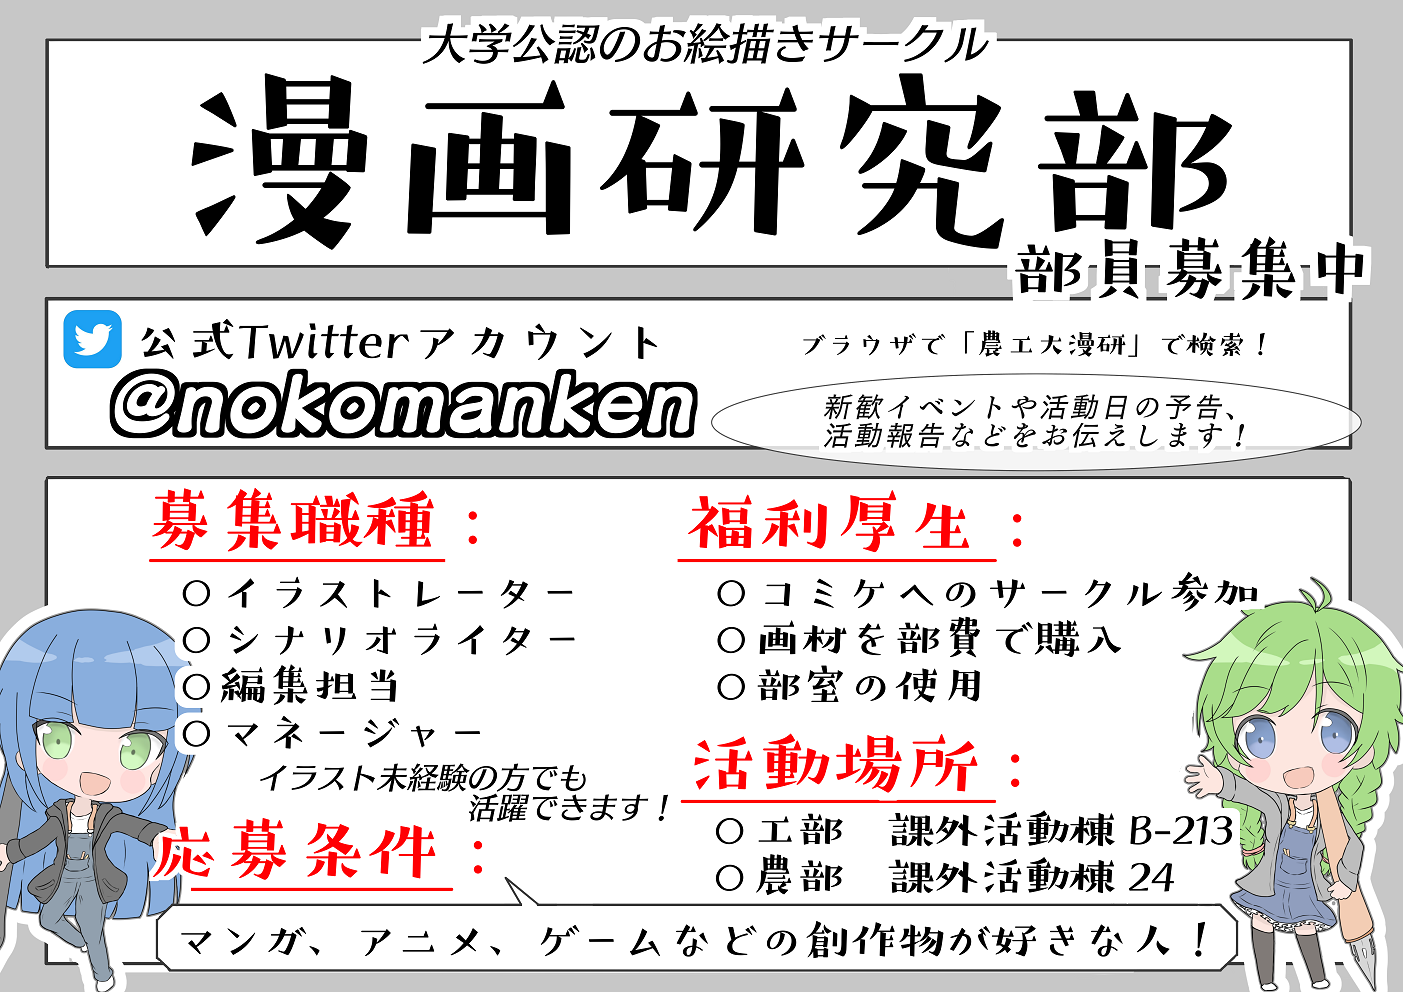 大学公認のお絵描きサークル
漫画研究部
部員募集中
公式Twitterアカウント
@nokomanken
ブラウザで「農工大漫研」で検索！
新歓イベントや活動日の予告、
活動報告などをお伝えします！
募集職種：
○イラストレーター
○シナリオライター
○編集担当
○マネージャー
イラスト未経験の方でも
活躍できます！
応募条件：
マンガ、アニメ、ゲームなどの創作物が好きな人！
福利厚生：
○コミケへのサークル参加
○画材を部費で購入
○部室の使用
活動場所：
○工部　課外活動棟 B-213
○農部　課外活動棟 24